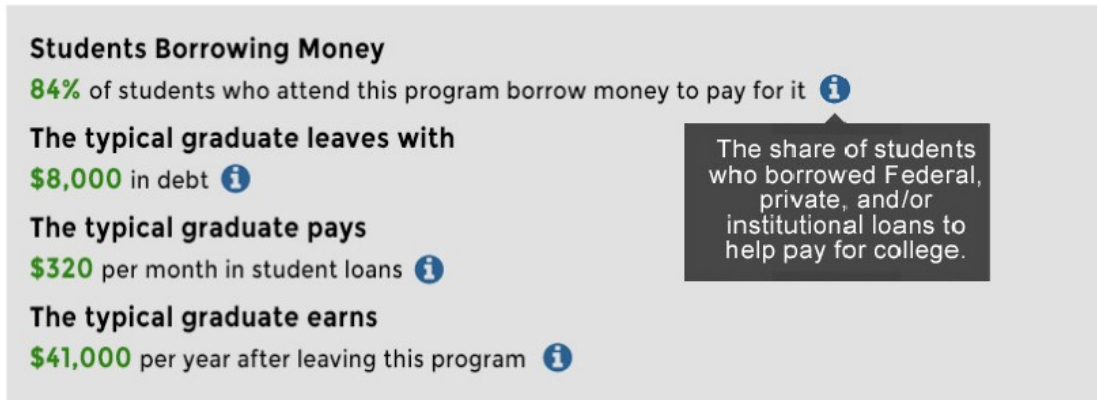 Students Borrowing Money
84% of students who attend this program borrow money to pay for it
The typical graduate leaves with
$8,000 in debt
The typical graduate pays
$320 per month in student loans
The typical graduate earns
$41,000 per year after leaving this program
The share of students
who borrowed Federal,
private, and/or
institutional loans to
help pay for college.